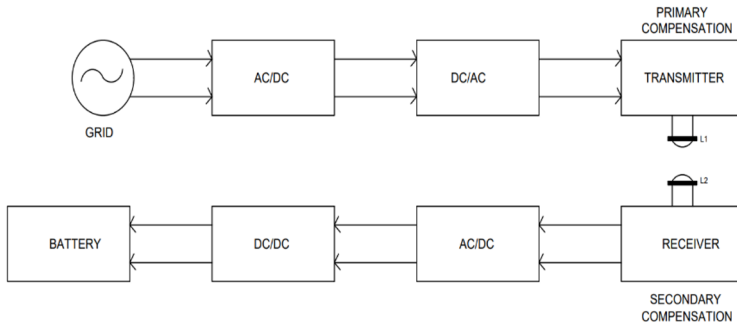 PRIMARY
COMPENSATION
AC/DC
DC/AC
TRANSMITTER
GRID
L1
L2
BATTERY
DC/DC
AC/DC
RECEIVER
SECONDARY
COMPENSATION